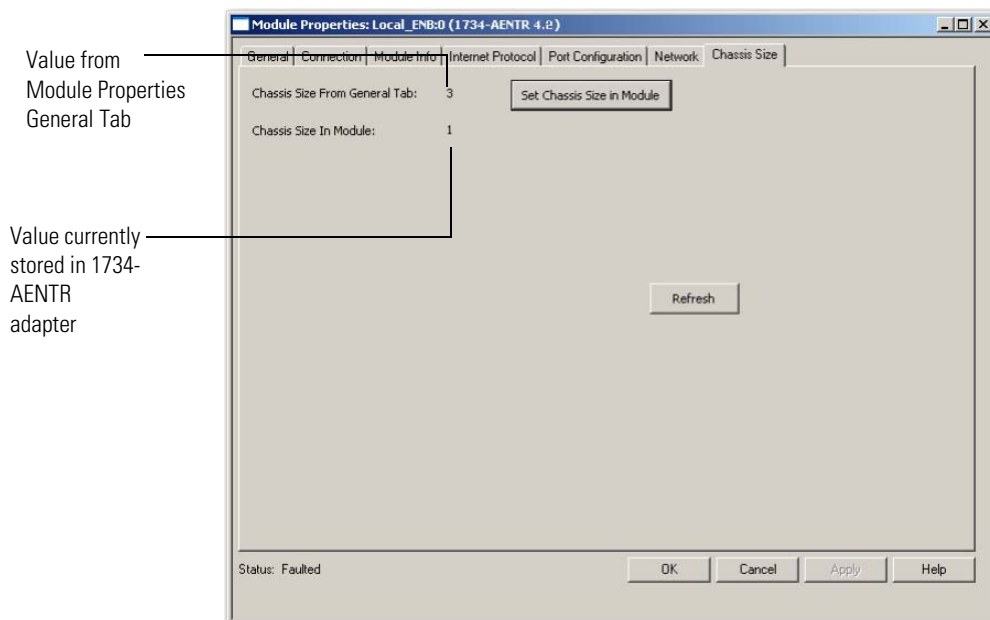 Module Properties: Local_ENB:0 (1734-AENTR 4.2)
General Connection Module Info Internet Protocol Port Configuration Network Chassis Size
Value from
Module Properties
General Tab
Chassis Size From General Tab: 3
Set Chassis Size in Module
Chassis Size In Module: 1
Value currently
stored in 1734-
AENTR
adapter
Refresh
Status: Faulted
OK Cancel Apply Help